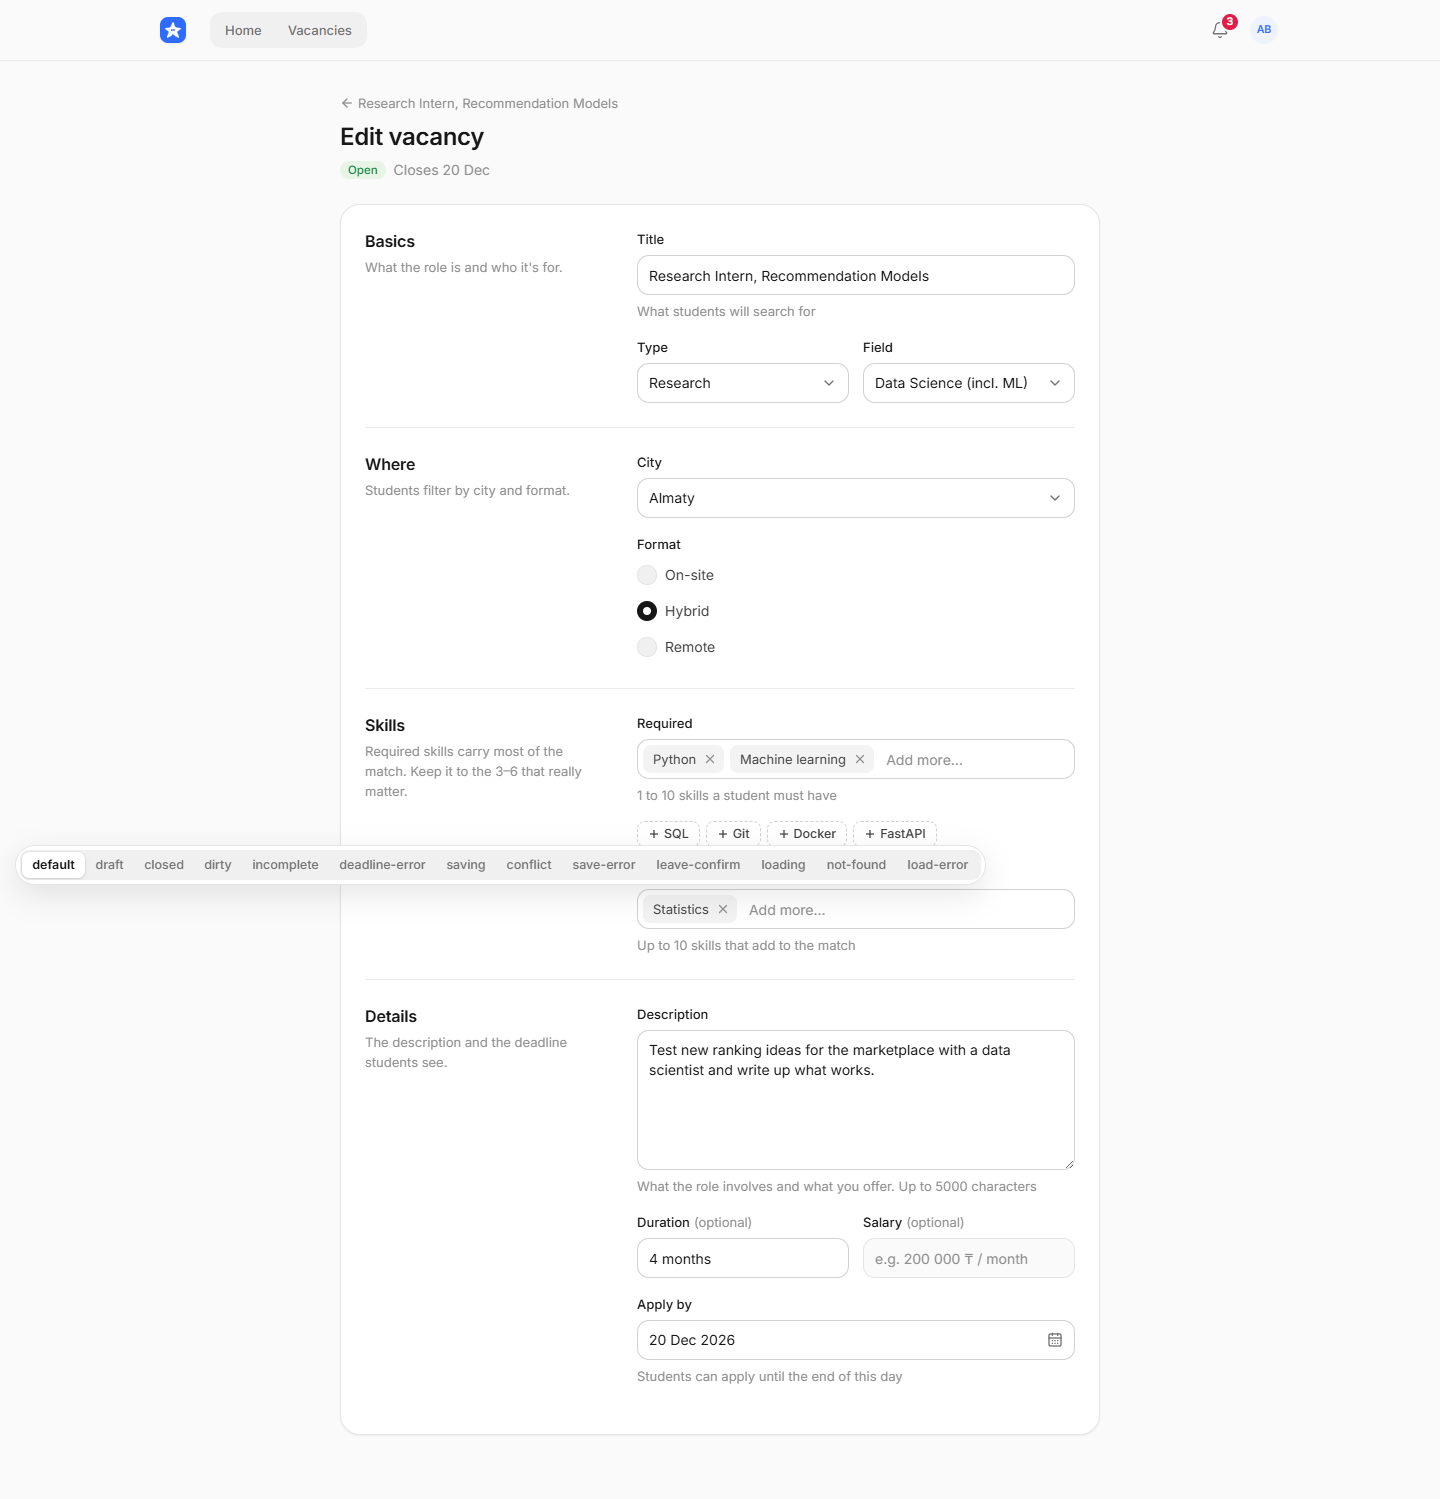 Home
Vacancies
3
AB
Research Intern, Recommendation Models
Edit vacancy
Open
Closes 20 Dec
Basics
What the role is and who it's for.
Title
Research Intern, Recommendation Models
What students will search for
Type
Field
Research
Data Science (incl. ML)
Where
Students filter by city and format.
City
Almaty
Format
On-site
Hybrid
Remote
Skills
Required skills carry most of the
match. Keep it to the 3–6 that really
matter.
Required
Python
Machine learning
Add more...
1 to 10 skills a student must have
+ SQL
+ Git
+ Docker
+ FastAPI
default
draft
closed
dirty
incomplete
deadline-error
saving
conflict
save-error
leave-confirm
loading
not-found
load-error
Statistics
Add more...
Up to 10 skills that add to the match
Details
The description and the deadline
students see.
Description
Test new ranking ideas for the marketplace with a data
scientist and write up what works.
What the role involves and what you offer. Up to 5000 characters
Duration (optional)
Salary (optional)
4 months
e.g. 200 000 ₸ / month
Apply by
20 Dec 2026
Students can apply until the end of this day